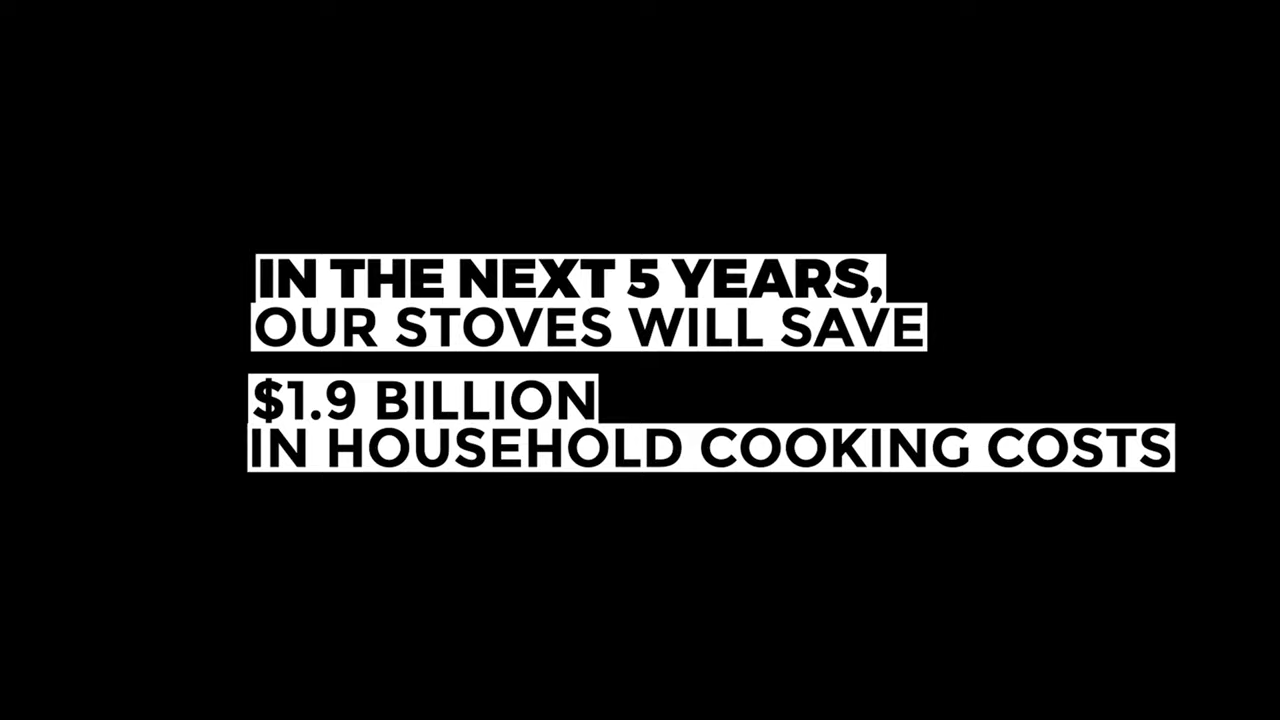 IN THE NEXT 5 YEARS,
OUR STOVES WILL SAVE
$1.9 BILLION
IN HOUSEHOLD COOKING COSTS